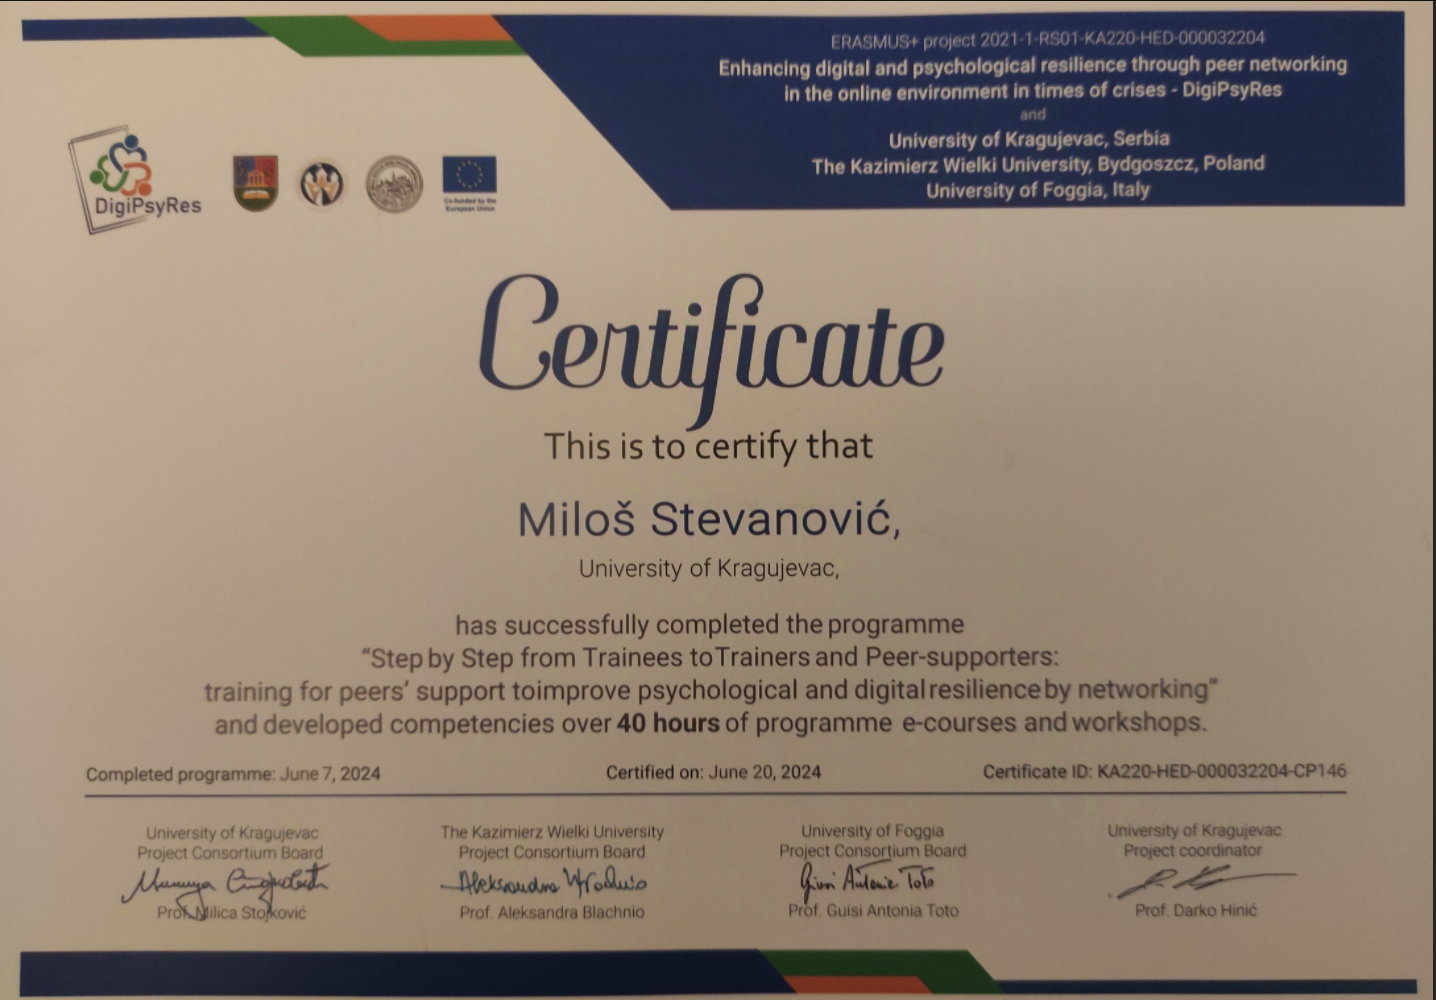 ERASMUS+ project 2021-1-RS01-KA220-HED-000032204
Enhancing digital and psychological resilience through peer networking
in the online environment in times of crises - DigiPsyRes
and
University of Kragujevac, Serbia
The Kazimierz Wielki University, Bydgoszcz, Poland
University of Foggia, Italy
DigiPsyRes
Co-funded by the
European Union
Certificate
This is to certify that
Miloš Stevanović,
University of Kragujevac,
has successfully completed the programme
“Step by Step from Trainees toTrainers and Peer-supporters:
training for peers’ support toimprove psychological and digital resilience by networking”
and developed competencies over 40 hours of programme e-courses and workshops.
Completed programme: June 7, 2024
Certified on: June 20, 2024
Certificate ID: KA220-HED-000032204-CP146
University of Kragujevac
Project Consortium Board
Prof. Milica Stojković
The Kazimierz Wielki University
Project Consortium Board
Prof. Aleksandra Blachnio
University of Foggia
Project Consortium Board
Giusi Antonia Toto
Prof. Guisi Antonia Toto
University of Kragujevac
Project coordinator
Prof. Darko Hinić